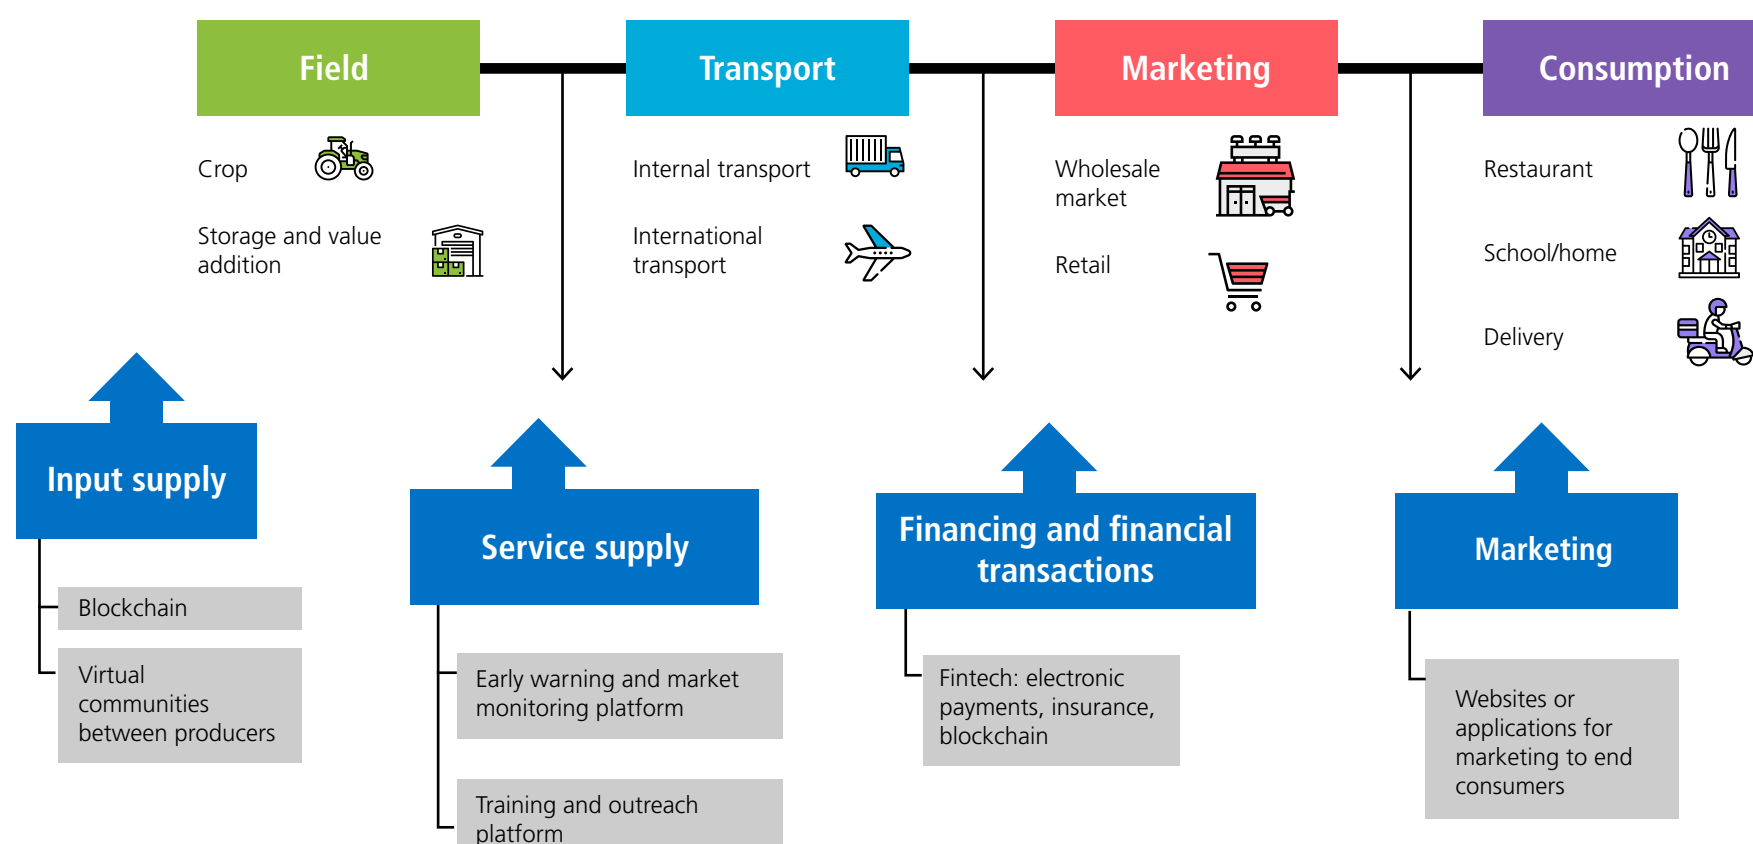 Field
Transport
Marketing
Consumption
Crop
Storage and value
addition
Internal transport
International
transport
Wholesale
market
Retail
Restaurant
School/home
Delivery
Input supply
Blockchain
Virtual
communities
between producers
Service supply
Early warning and market
monitoring platform
Training and outreach
platform
Financing and financial
transactions
Fintech: electronic
payments, insurance,
blockchain
Marketing
Websites or
applications for
marketing to end
consumers